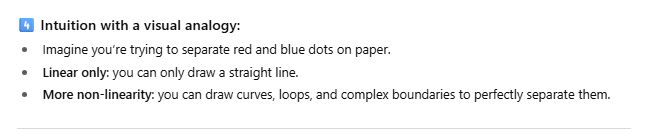 4️⃣ Intuition with a visual analogy:
• Imagine you're trying to separate red and blue dots on paper.
• Linear only: you can only draw a straight line.
• More non-linearity: you can draw curves, loops, and complex boundaries to perfectly separate them.